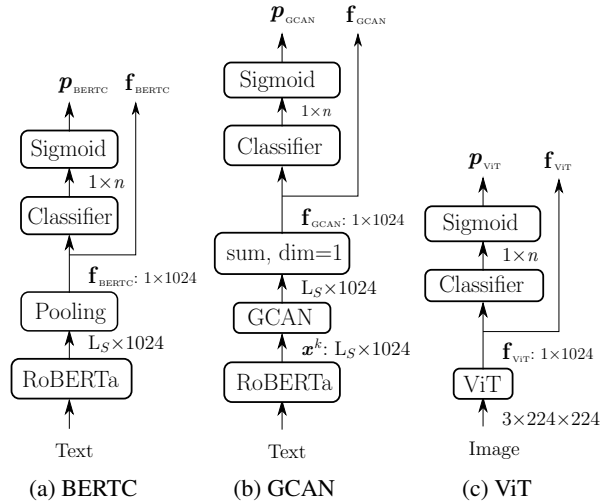 p_BERTC f_BERTC
Sigmoid
1×n
Classifier
f_BERTC: 1×1024
Pooling
L_S×1024
RoBERTa
Text
(a) BERTC
p_GCAN f_GCAN
Sigmoid
1×n
Classifier
f_GCAN: 1×1024
sum, dim=1
L_S×1024
GCAN
x^k: L_S×1024
RoBERTa
Text
(b) GCAN
p_ViT f_ViT
Sigmoid
1×n
Classifier
f_ViT: 1×1024
ViT
3×224×224
Image
(c) ViT